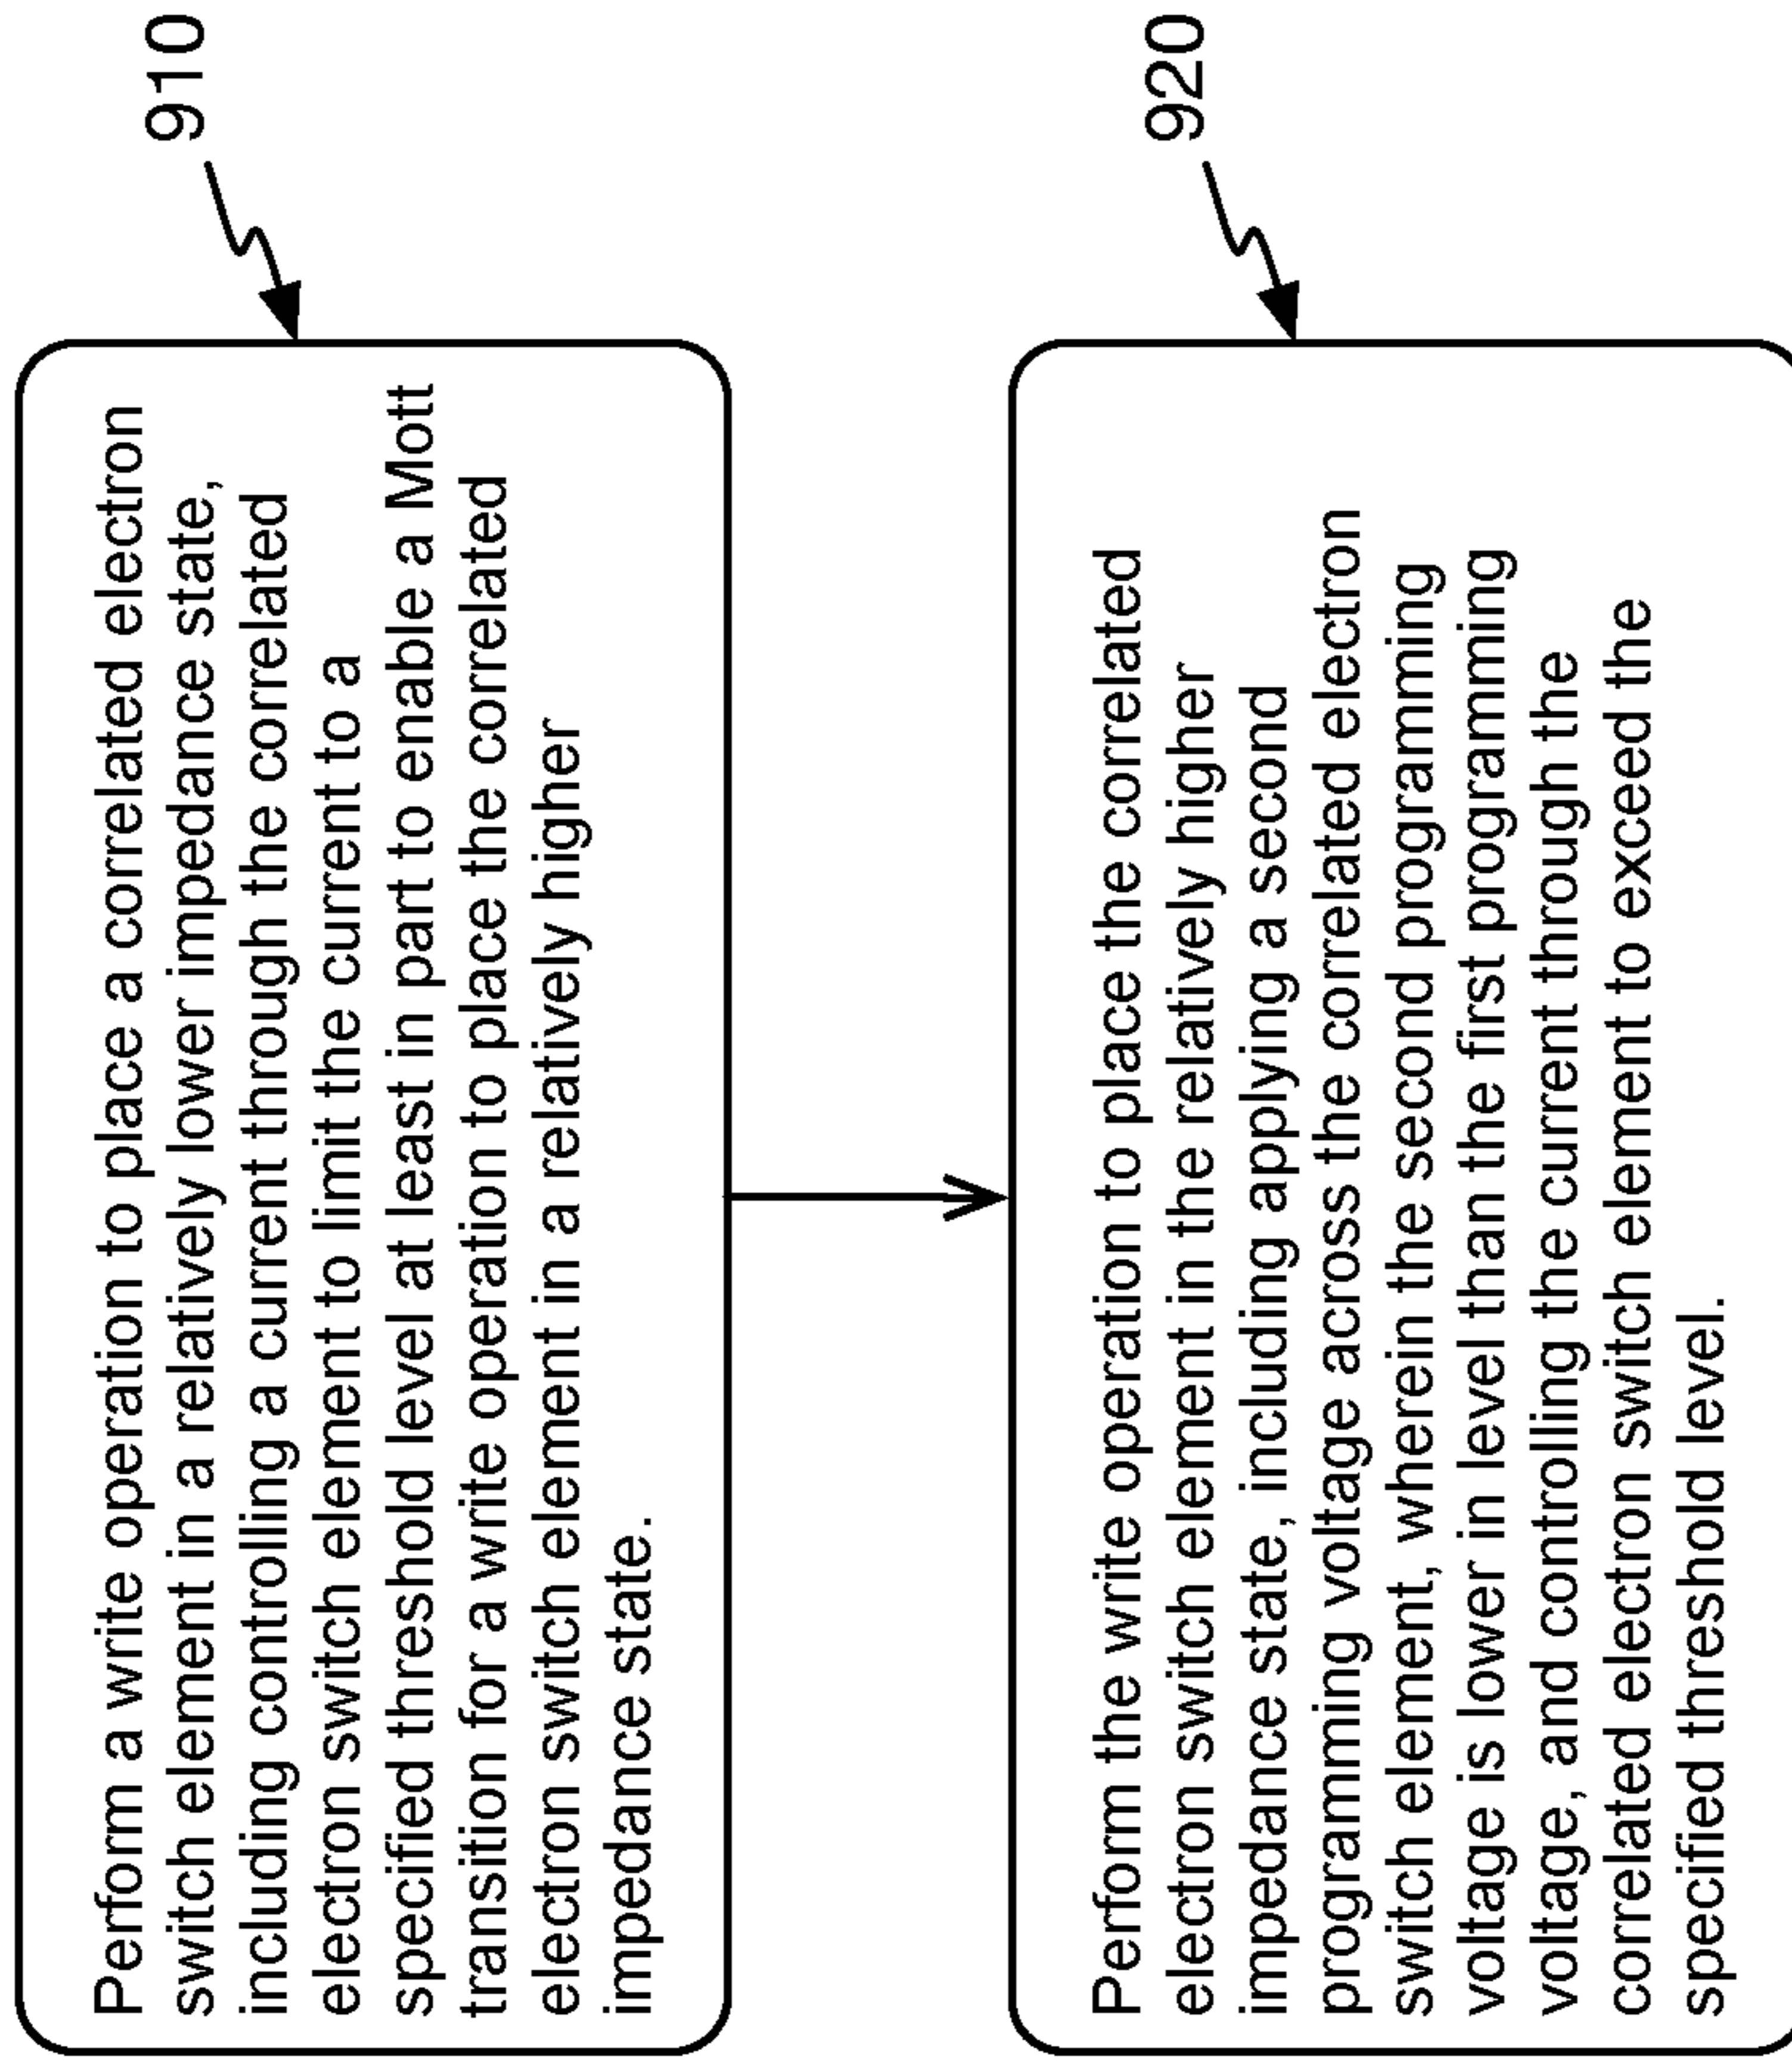 910
Perform a write operation to place a correlated electron
switch element in a relatively lower impedance state,
including controlling a current through the correlated
electron switch element to limit the current to a
specified threshold level at least in part to enable a Mott
transition for a write operation to place the correlated
electron switch element in a relatively higher
impedance state.
920
Perform the write operation to place the correlated
electron switch element in the relatively higher
impedance state, including applying a second
programming voltage across the correlated electron
switch element, wherein the second programming
voltage is lower in level than the first programming
voltage, and controlling the current through the
correlated electron switch element to exceed the
specified threshold level.